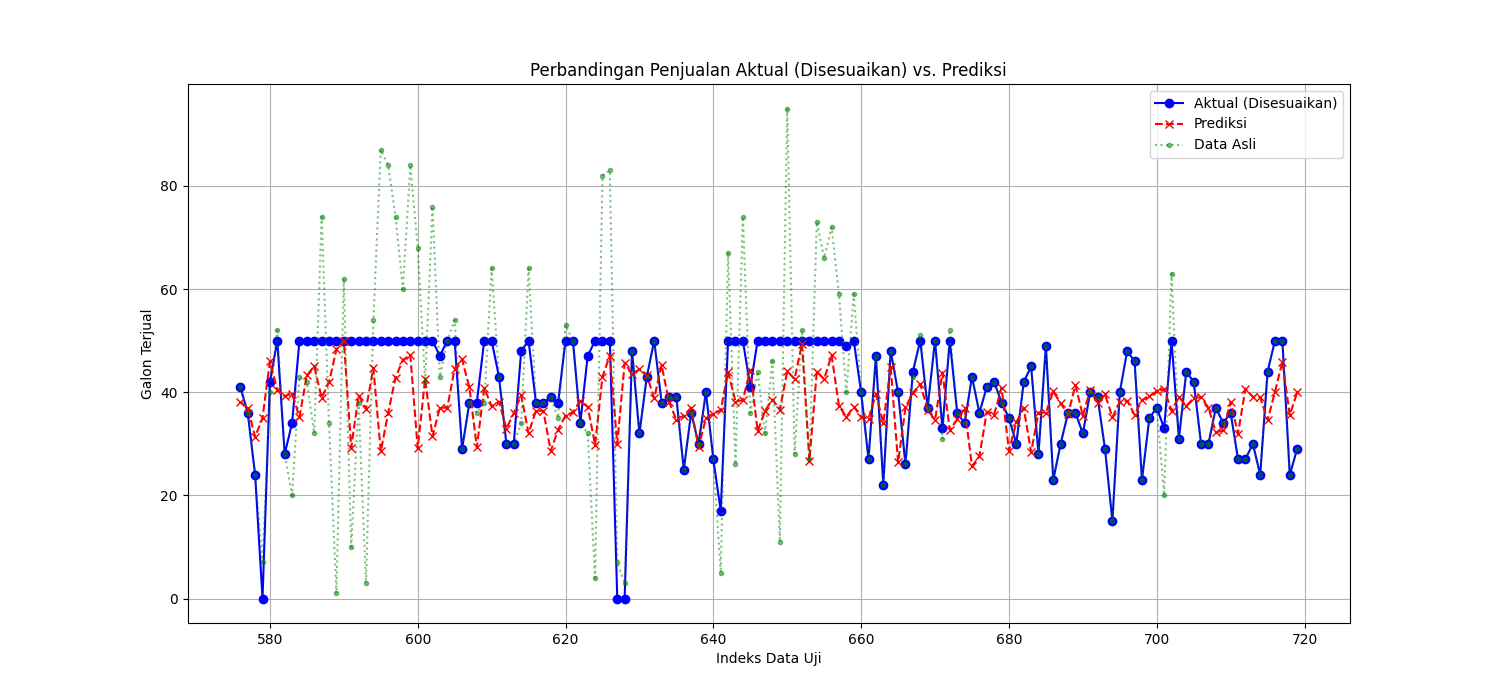 Perbandingan Penjualan Aktual (Disesuaikan) vs. Prediksi
Aktual (Disesuaikan)
Prediksi
Data Asli
Galon Terjual
80
60
40
20
0
580
600
620
640
660
680
700
720
Indeks Data Uji